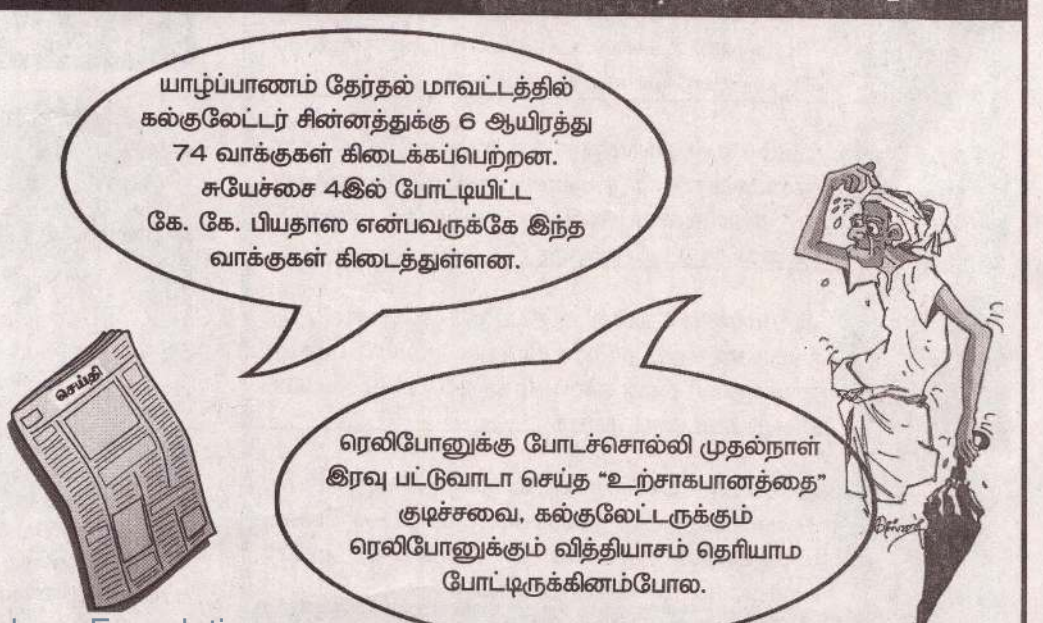 யாழ்ப்பாணம் தேர்தல் மாவட்டத்தில்
கல்குலேட்டர் சின்னத்துக்கு 6 ஆயிரத்து
74 வாக்குகள் கிடைக்கப்பெற்றன.
சுயேச்சை 4இல் போட்டியிட்ட
கே. கே. பியதாஸ என்பவருக்கே இந்த
வாக்குகள் கிடைத்துள்ளன.
செய்தி
ரெலிபோனுக்கு போடச்சொல்லி முதல்நாள்
இரவு பட்டுவாடா செய்த “உற்சாகபானத்தை”
குடிச்சவை, கல்குலேட்டருக்கும்
ரெலிபோனுக்கும் வித்தியாசம் தெரியாம
போட்டிருக்கினம்போல.